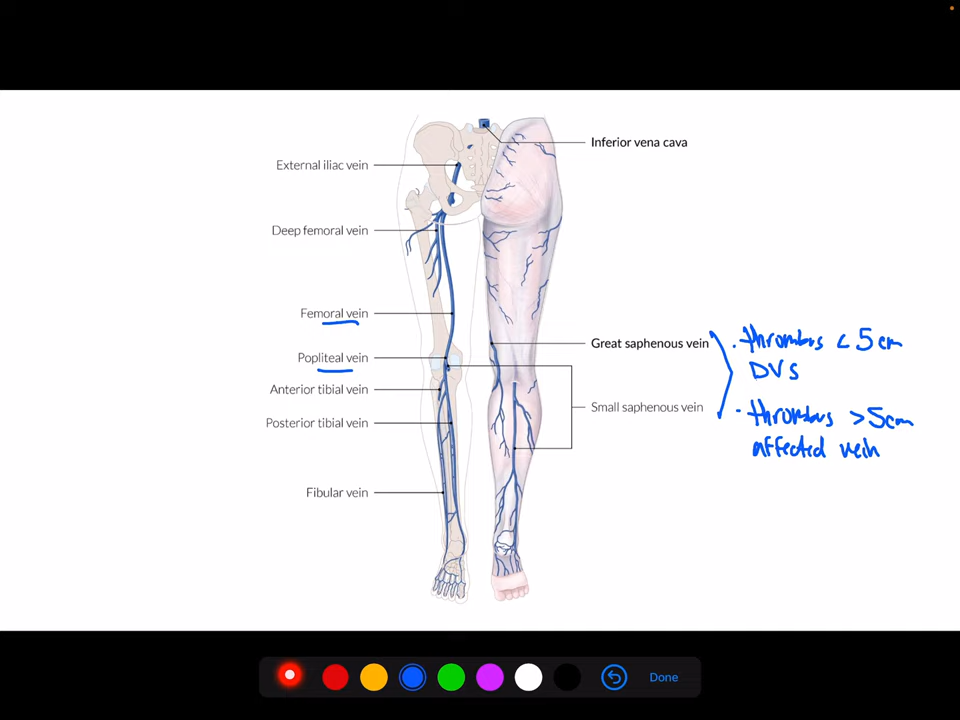 Inferior vena cava
External iliac vein
Deep femoral vein
Femoral vein
Great saphenous vein
Popliteal vein
Anterior tibial vein
Small saphenous vein
Posterior tibial vein
Fibular vein
· thrombus < 5 cm
DVS
· thrombus > 5cm
affected vein
Done